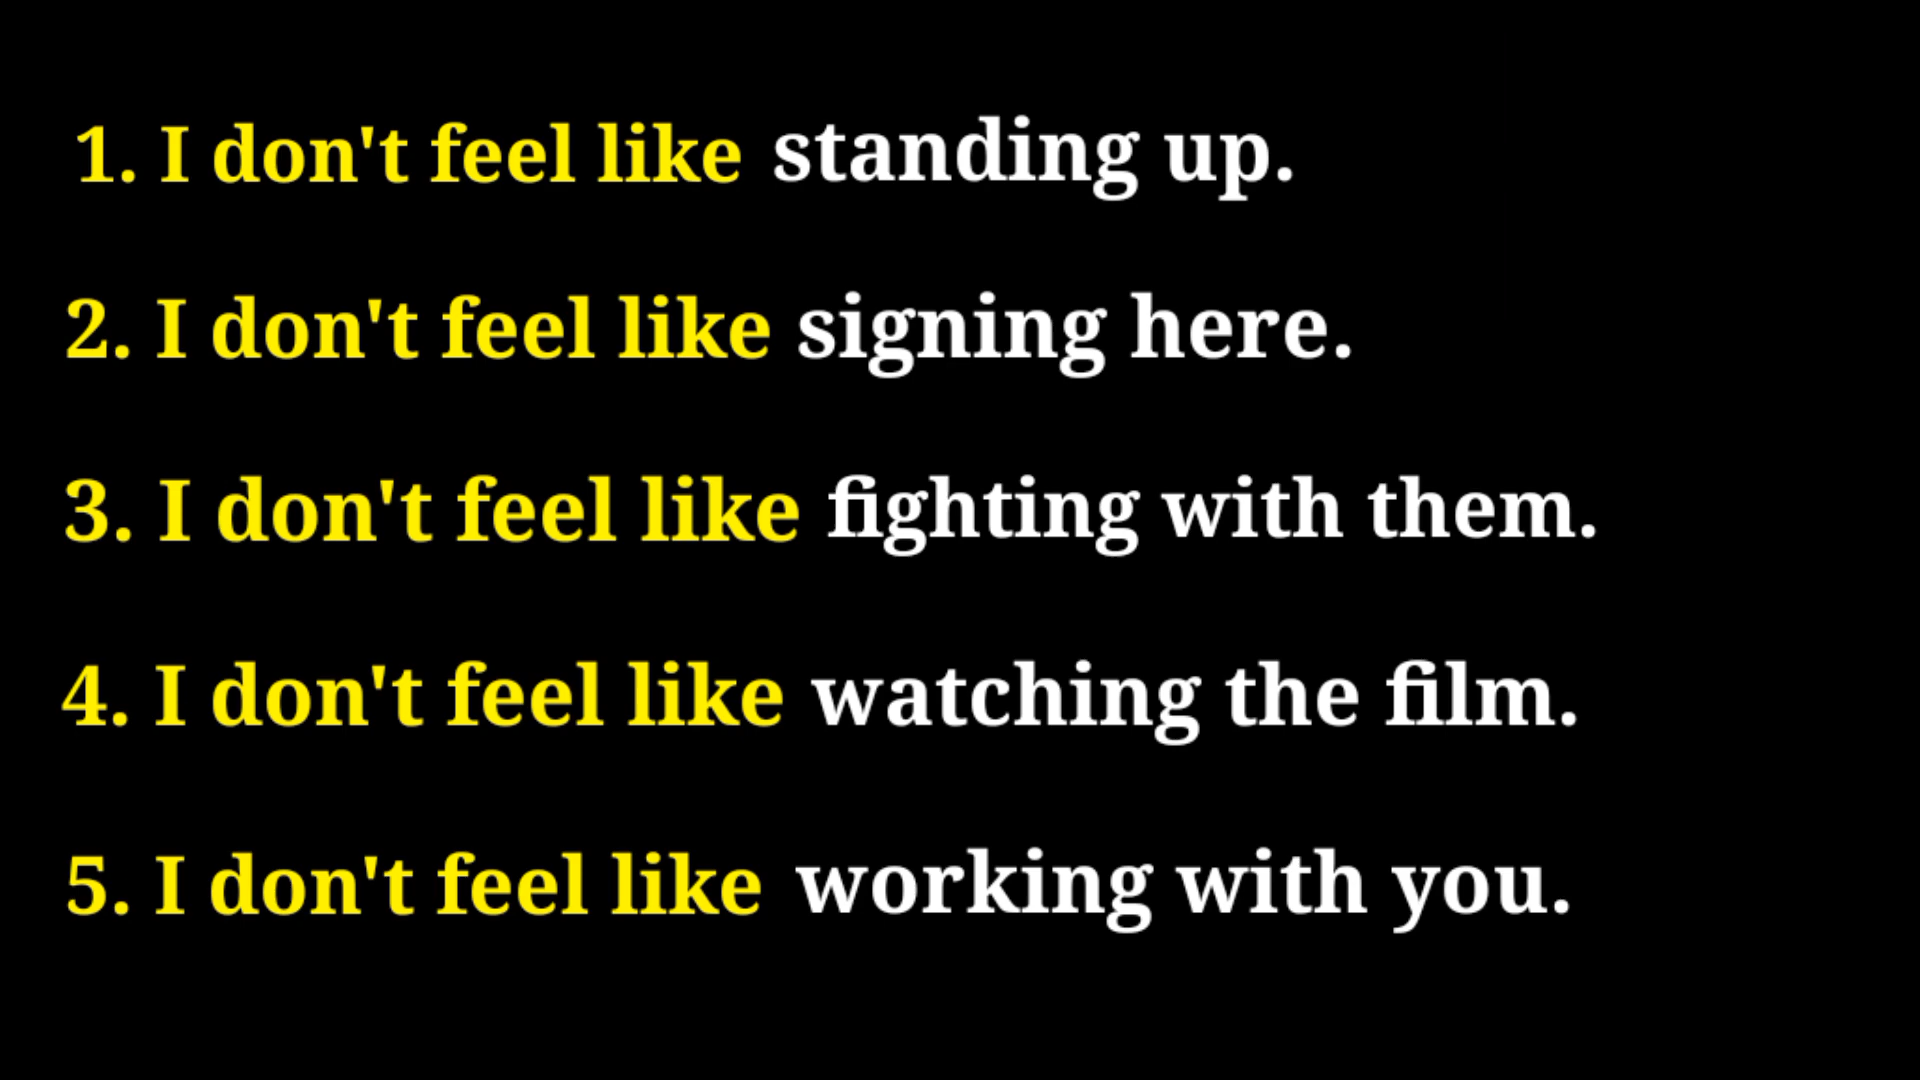 1. I don't feel like standing up.
2. I don't feel like signing here.
3. I don't feel like fighting with them.
4. I don't feel like watching the film.
5. I don't feel like working with you.